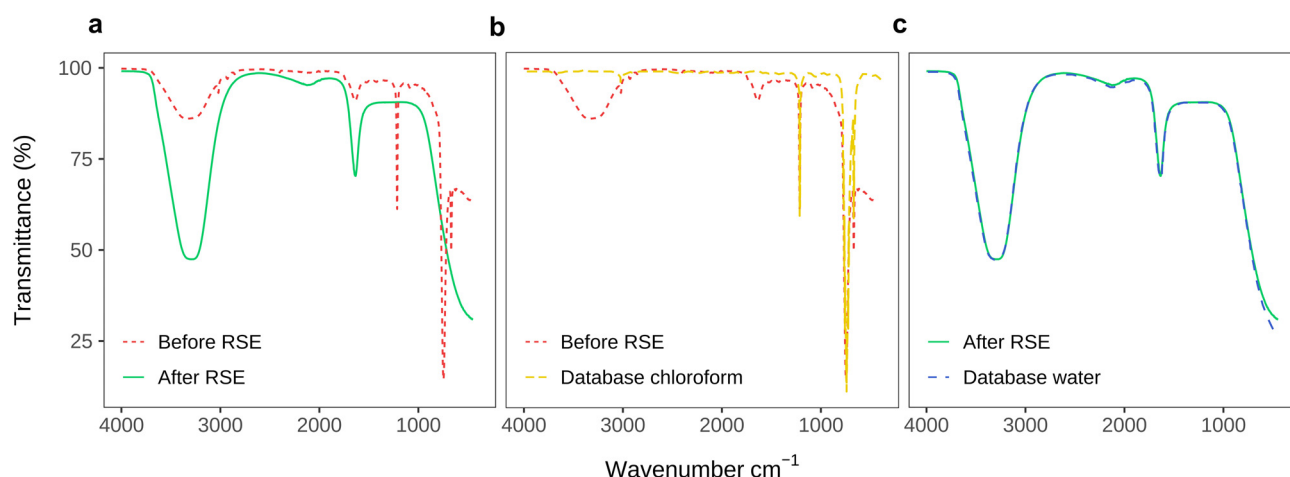 a
b
c
Transmittance (%)
100
75
50
25
Before RSE
After RSE
Before RSE
Database chloroform
After RSE
Database water
4000 3000 2000 1000
4000 3000 2000 1000
4000 3000 2000 1000
Wavenumber cm⁻¹